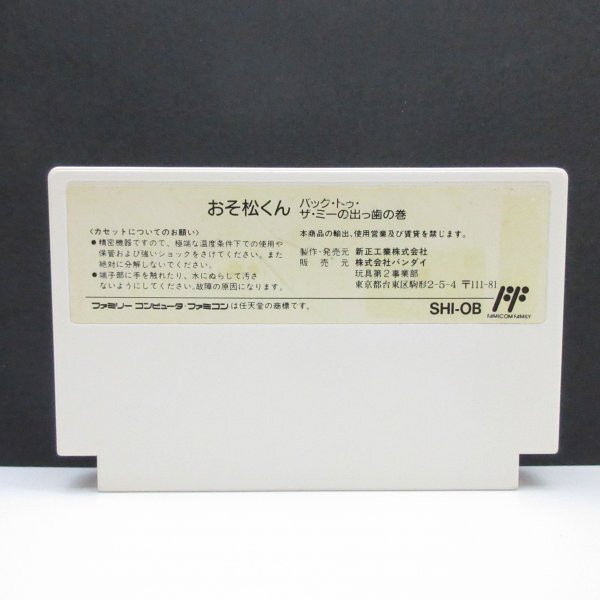 おそ松くん バック・トゥ・
ザ・ミーの出っ歯の巻
〈カセットについてのお願い〉
●精密機器ですので、極端な温度条件下での使用や
保管および強いショックをさけてください。また
絶対に分解しないでください。
●端子部に手を触れたり、水にぬらして汚さ
ないようにしてください。故障の原因になります。
本商品の輸出、使用営業及び賃貸を禁じます。
製作・発売元 新正工業株式会社
販売元 株式会社バンダイ
玩具第2事業部
東京都台東区駒形2-5-4 〒111-81
ファミリーコンピュータ・ファミコンは任天堂の商標です。
SHI-OB
FAMICOM FAMILY